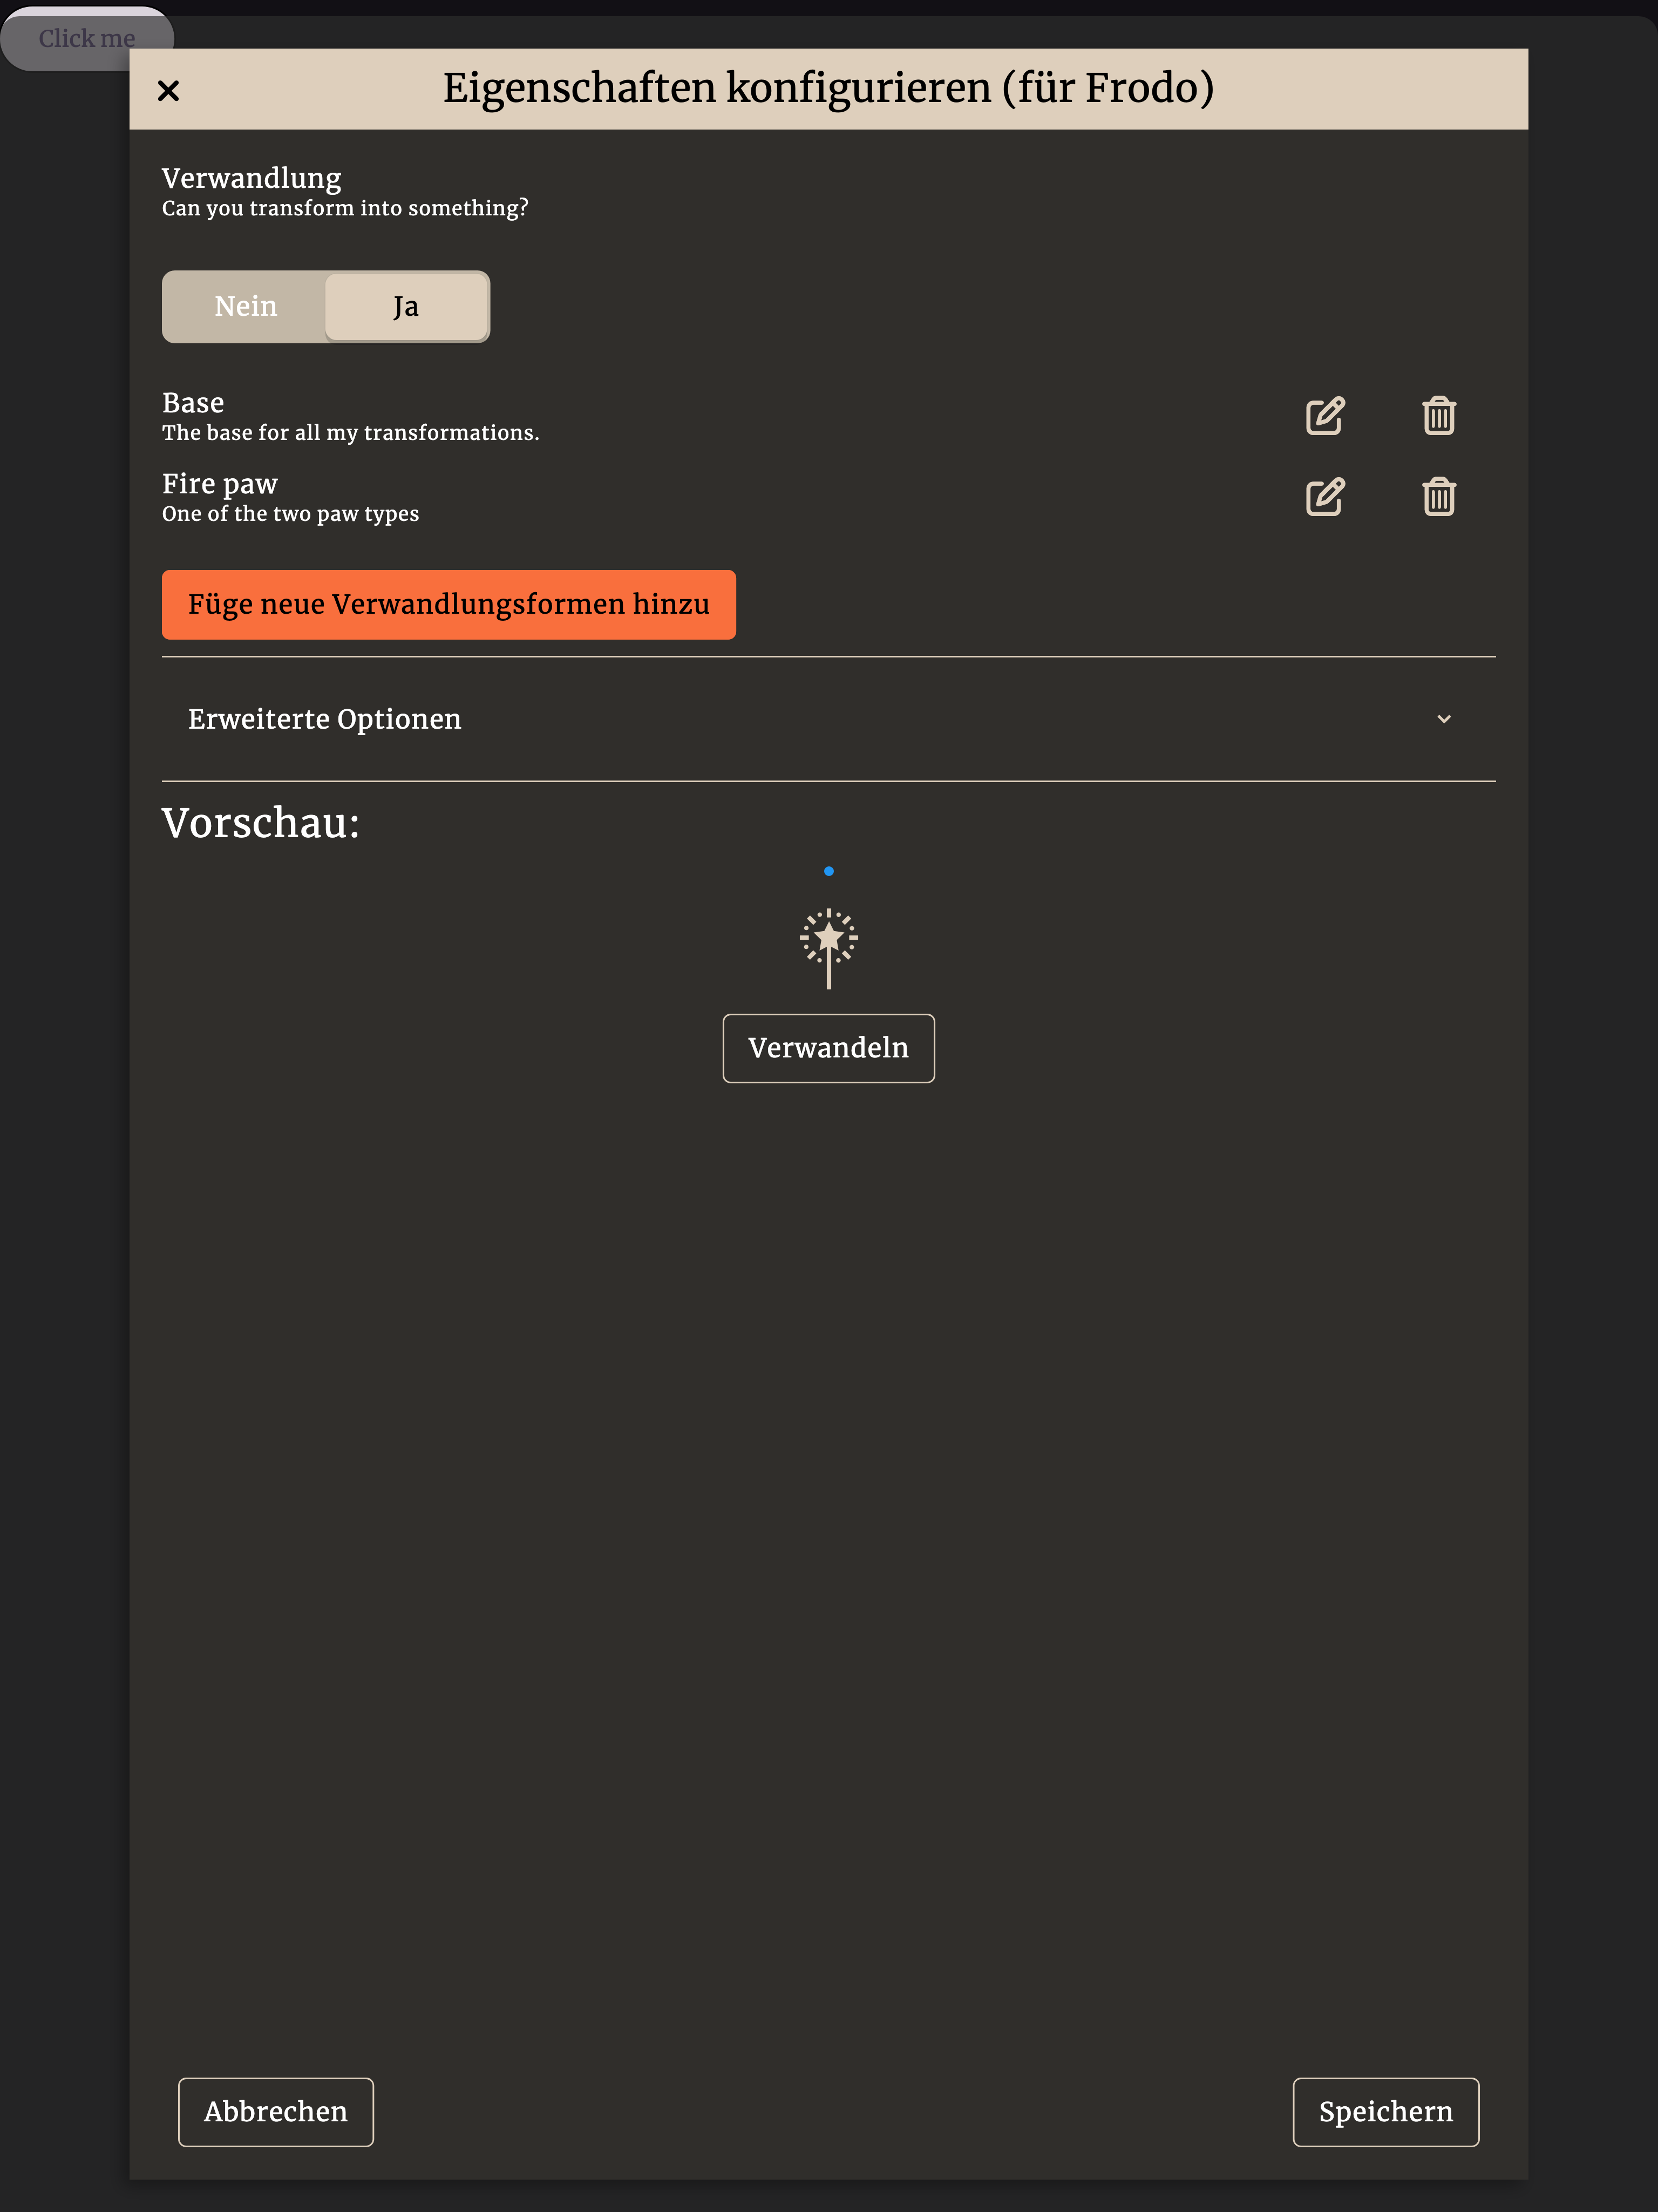 Click me
Eigenschaften konfigurieren (für Frodo)
Verwandlung
Can you transform into something?
Nein
Ja
Base
The base for all my transformations.
Fire paw
One of the two paw types
Füge neue Verwandlungsformen hinzu
Erweiterte Optionen
Vorschau:
Verwandeln
Abbrechen
Speichern